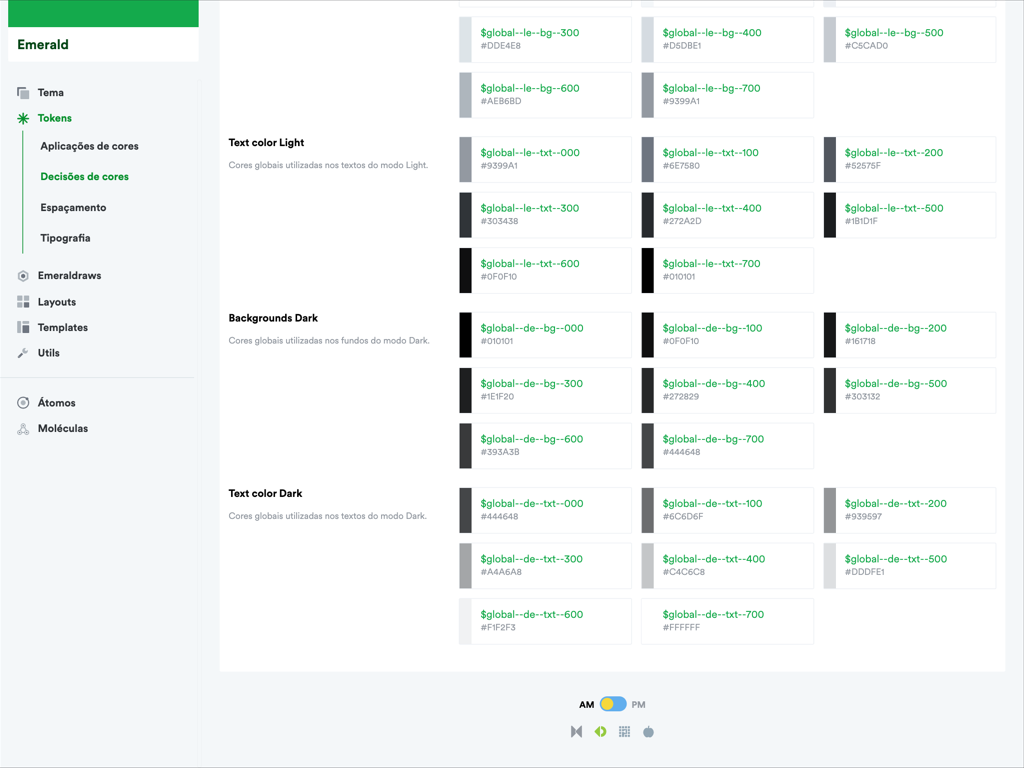 Emerald
Tema
Tokens
Aplicações de cores
Decisões de cores
Espaçamento
Tipografia
Emeraldraws
Layouts
Templates
Utils
Átomos
Moléculas
$global--le--bg--300
#DDE4E8
$global--le--bg--400
#D5DBE1
$global--le--bg--500
#C5CAD0
$global--le--bg--600
#AEB6BD
$global--le--bg--700
#9399A1
Text color Light
Cores globais utilizadas nos textos do modo Light.
$global--le--txt--000
#9399A1
$global--le--txt--100
#6E7580
$global--le--txt--200
#52575F
$global--le--txt--300
#303438
$global--le--txt--400
#272A2D
$global--le--txt--500
#1B1D1F
$global--le--txt--600
#0F0F10
$global--le--txt--700
#010101
Backgrounds Dark
Cores globais utilizadas nos fundos do modo Dark.
$global--de--bg--000
#010101
$global--de--bg--100
#0F0F10
$global--de--bg--200
#161718
$global--de--bg--300
#1E1F20
$global--de--bg--400
#272829
$global--de--bg--500
#303132
$global--de--bg--600
#393A3B
$global--de--bg--700
#444648
Text color Dark
Cores globais utilizadas nos textos do modo Dark.
$global--de--txt--000
#444648
$global--de--txt--100
#6C6D6F
$global--de--txt--200
#939597
$global--de--txt--300
#A4A6A8
$global--de--txt--400
#C4C6C8
$global--de--txt--500
#DDDFE1
$global--de--txt--600
#F1F2F3
$global--de--txt--700
#FFFFFF
AM PM